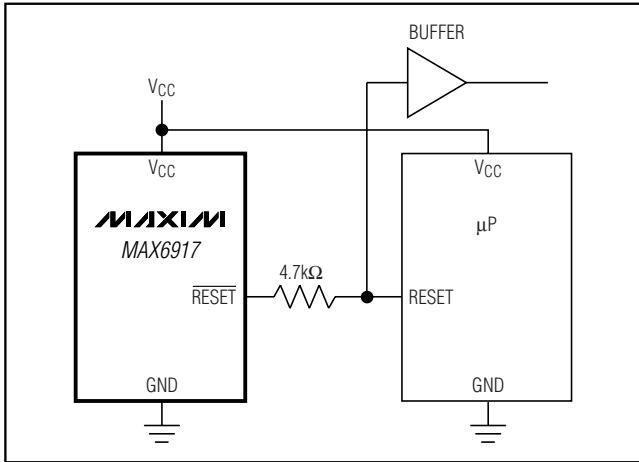 BUFFER
VCC
VCC
MAXIM
MAX6917
RESET
GND
4.7kΩ
VCC
μP
RESET
GND